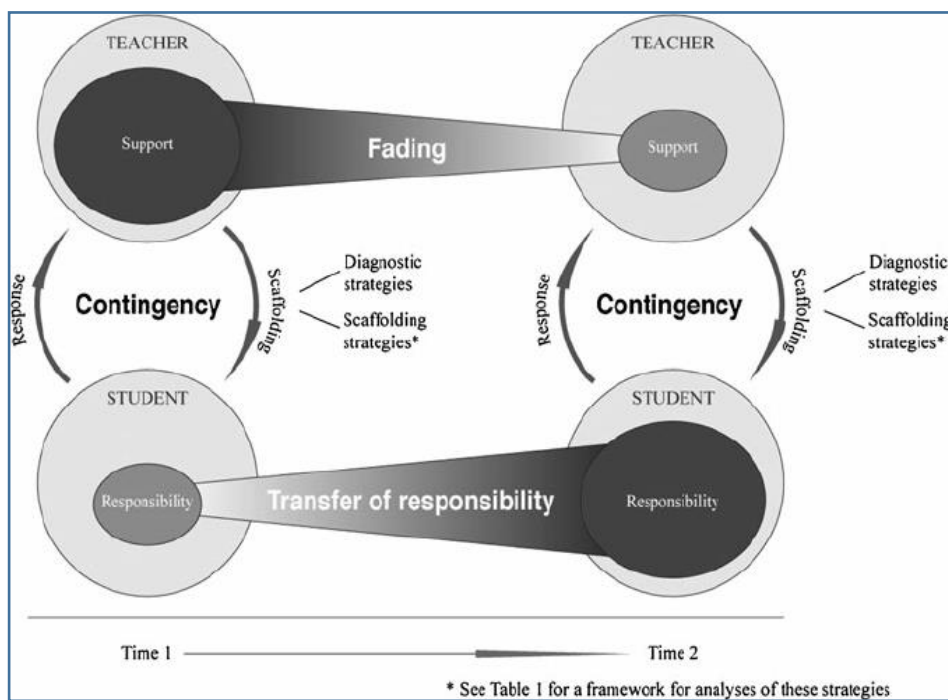 TEACHER
TEACHER
Support
Fading
Support
Response
Contingency
Scaffolding
Diagnostic
strategies
Scaffolding
strategies*
Response
Contingency
Scaffolding
Diagnostic
strategies
Scaffolding
strategies*
STUDENT
STUDENT
Responsibility
Transfer of responsibility
Responsibility
Time 1
Time 2
* See Table 1 for a framework for analyses of these strategies